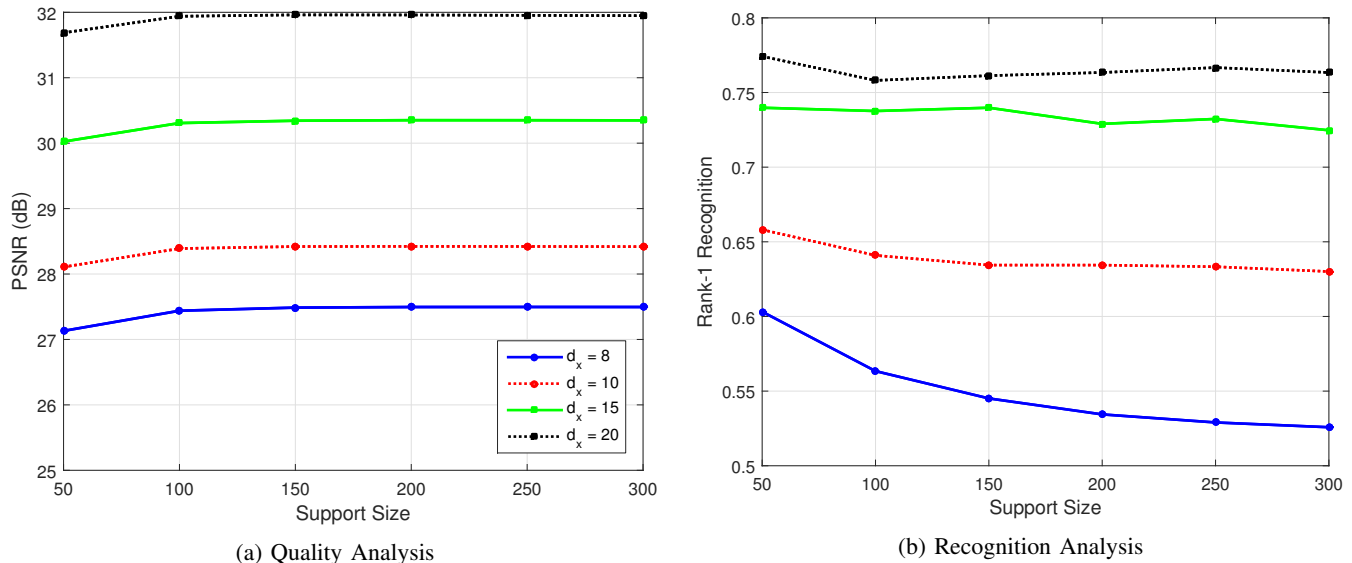 32
31
30
29
28
27
26
25
PSNR (dB)
50 100 150 200 250 300
Support Size
d_x = 8
d_x = 10
d_x = 15
d_x = 20
(a) Quality Analysis
0.8
0.75
0.7
0.65
0.6
0.55
0.5
Rank-1 Recognition
50 100 150 200 250 300
Support Size
(b) Recognition Analysis